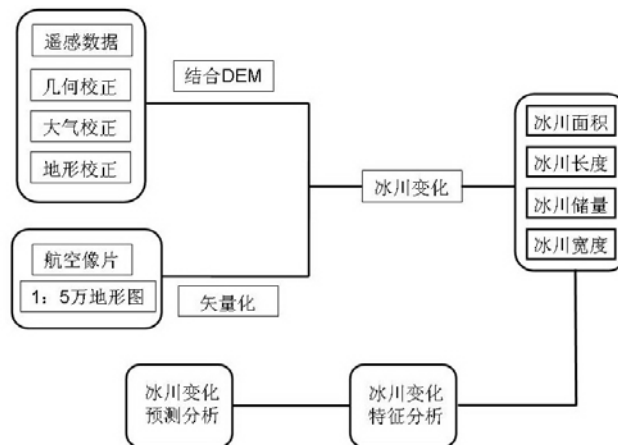 遥感数据
几何校正
大气校正
地形校正
结合DEM
航空像片
1：5万地形图
矢量化
冰川变化
冰川面积
冰川长度
冰川储量
冰川宽度
冰川变化
预测分析
冰川变化
特征分析